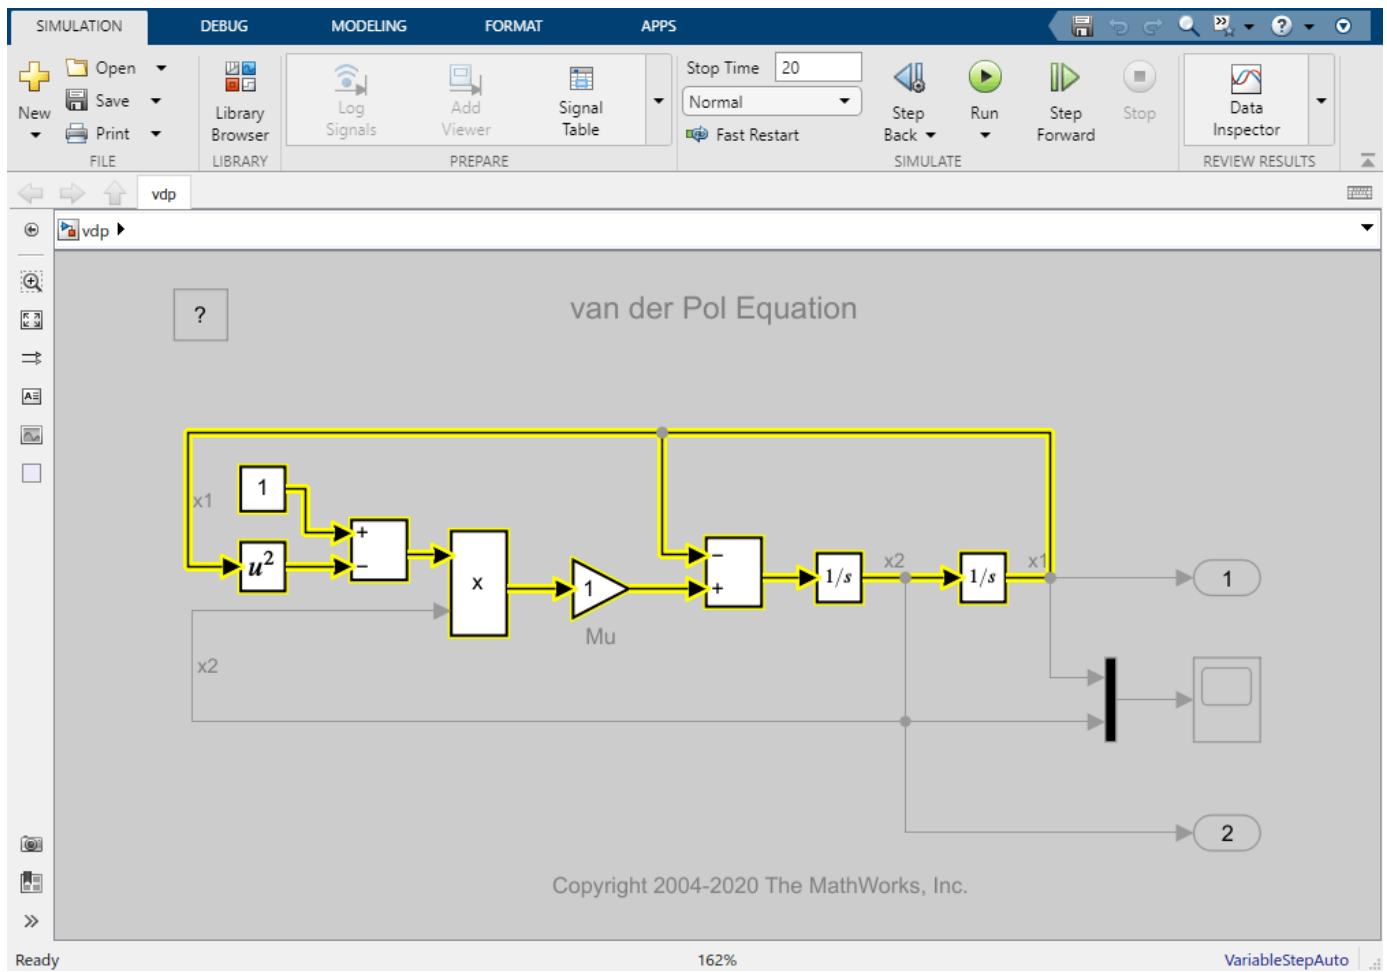 SIMULATION DEBUG MODELING FORMAT APPS
New
Open
Save
Print
FILE
Library
Browser
LIBRARY
Log
Signals
Add
Viewer
Signal
Table
PREPARE
Stop Time 20
Normal
Fast Restart
Step
Back
Run
Step
Forward
Stop
SIMULATE
Data
Inspector
REVIEW RESULTS
vdp
vdp
?
van der Pol Equation
x1
1
u²
+
−
x
1
Mu
−
+
1/s
x2
1/s
x1
1
x2
2
Copyright 2004-2020 The MathWorks, Inc.
Ready
162%
VariableStepAuto